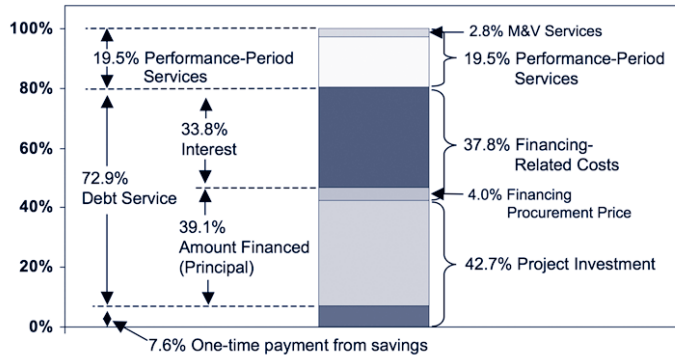 100%
80%
60%
40%
20%
0%
19.5% Performance-Period
Services
72.9%
Debt Service
33.8%
Interest
39.1%
Amount Financed
(Principal)
7.6% One-time payment from savings
2.8% M&V Services
19.5% Performance-Period
Services
37.8% Financing-
Related Costs
4.0% Financing
Procurement Price
42.7% Project Investment